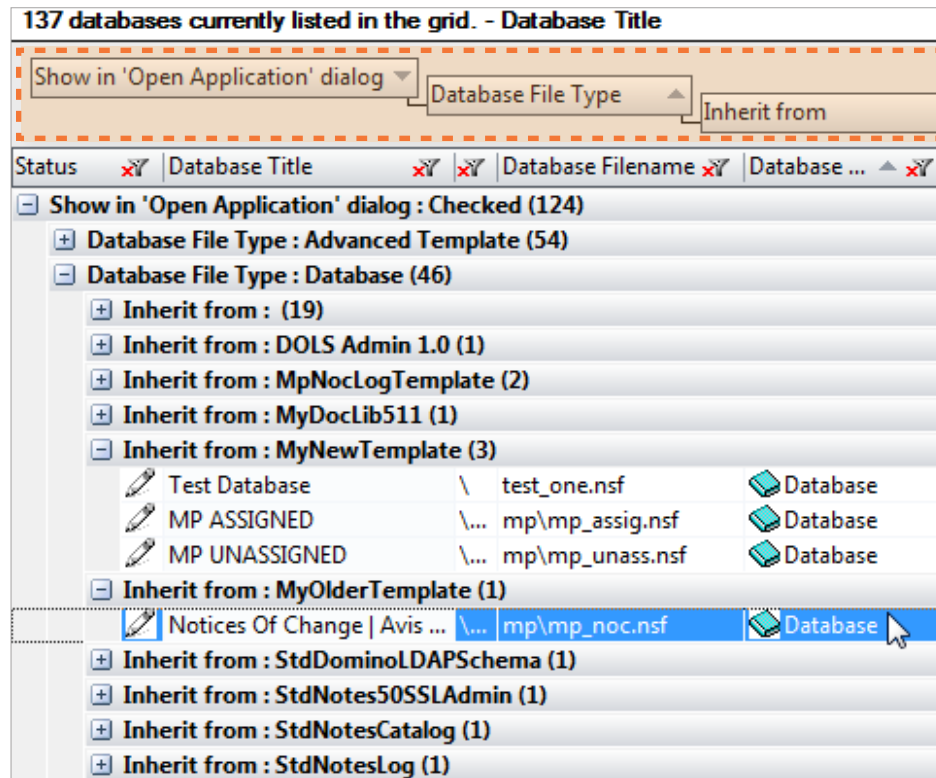 137 databases currently listed in the grid. - Database Title
Show in 'Open Application' dialog
Database File Type
Inherit from
Status Database Title Database Filename Database ...
Show in 'Open Application' dialog : Checked (124)
Database File Type : Advanced Template (54)
Database File Type : Database (46)
Inherit from : (19)
Inherit from : DOLS Admin 1.0 (1)
Inherit from : MpNocLogTemplate (2)
Inherit from : MyDocLib511 (1)
Inherit from : MyNewTemplate (3)
Test Database \ test_one.nsf Database
MP ASSIGNED \... mp\mp_assig.nsf Database
MP UNASSIGNED \... mp\mp_unass.nsf Database
Inherit from : MyOlderTemplate (1)
Notices Of Change | Avis ... \... mp\mp_noc.nsf Database
Inherit from : StdDominoLDAPSchema (1)
Inherit from : StdNotes50SSLAdmin (1)
Inherit from : StdNotesCatalog (1)
Inherit from : StdNotesLog (1)